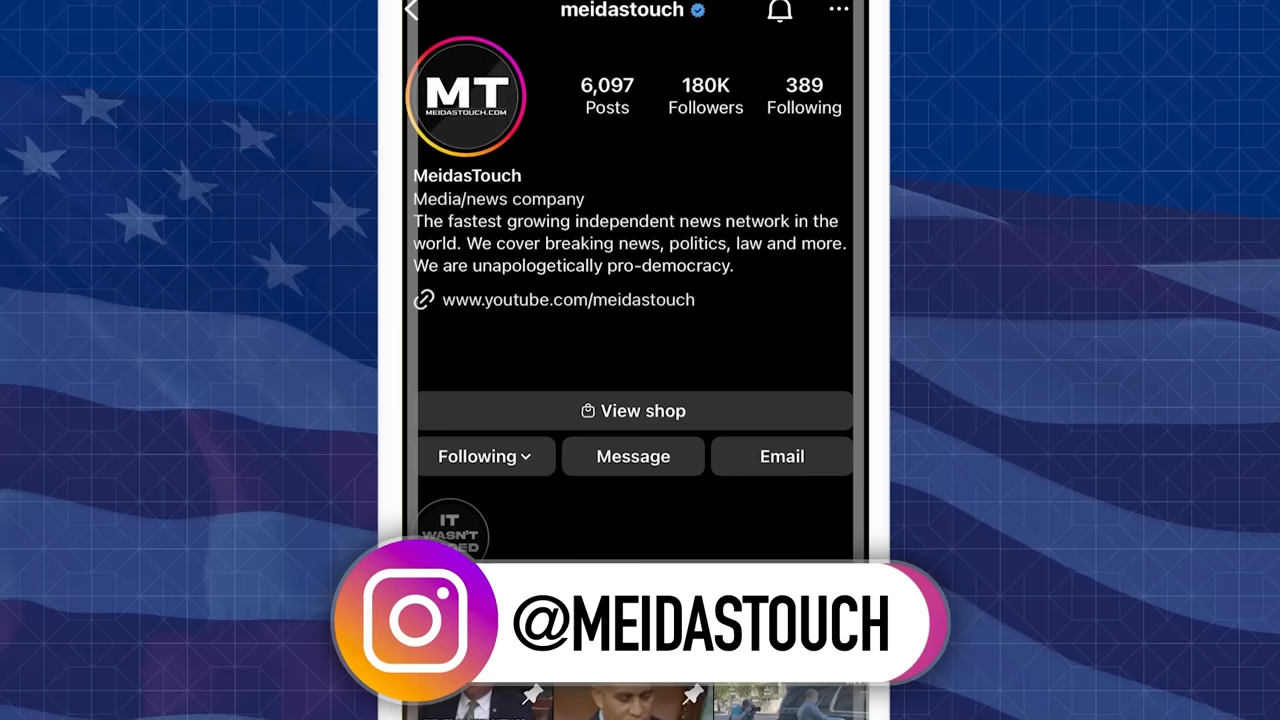 meidastouch
MT
MEIDASTOUCH.COM
6,097
Posts
180K
Followers
389
Following
MeidasTouch
Media/news company
The fastest growing independent news network in the
world. We cover breaking news, politics, law and more.
We are unapologetically pro-democracy.
www.youtube.com/meidastouch
View shop
Following
Message
Email
IT
WASN'T
@MEIDASTOUCH